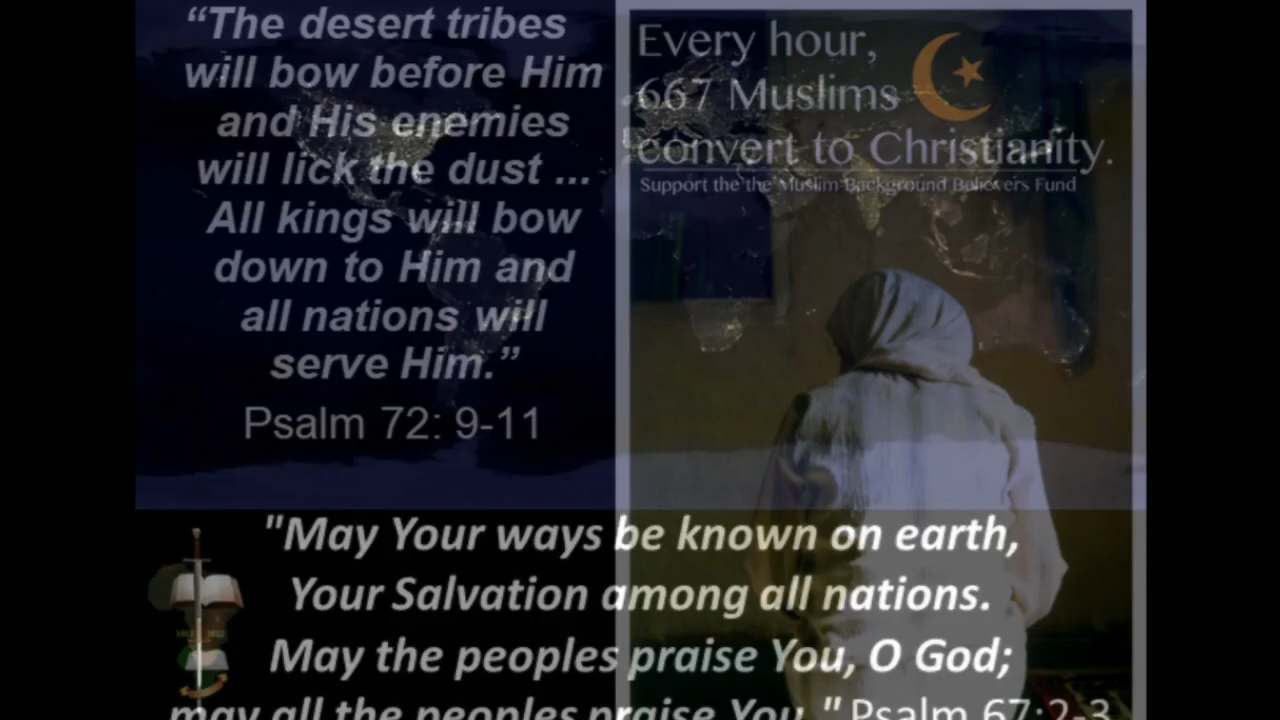 “The desert tribes
will bow before Him
and His enemies
will lick the dust ...
All kings will bow
down to Him and
all nations will
serve Him.”
Psalm 72: 9-11
Every hour,
667 Muslims
convert to Christianity.
Support the the Muslim-Background Believers Fund
"May Your ways be known on earth,
Your Salvation among all nations.
May the peoples praise You, O God;
may all the peoples praise You." Psalm 67:2-3